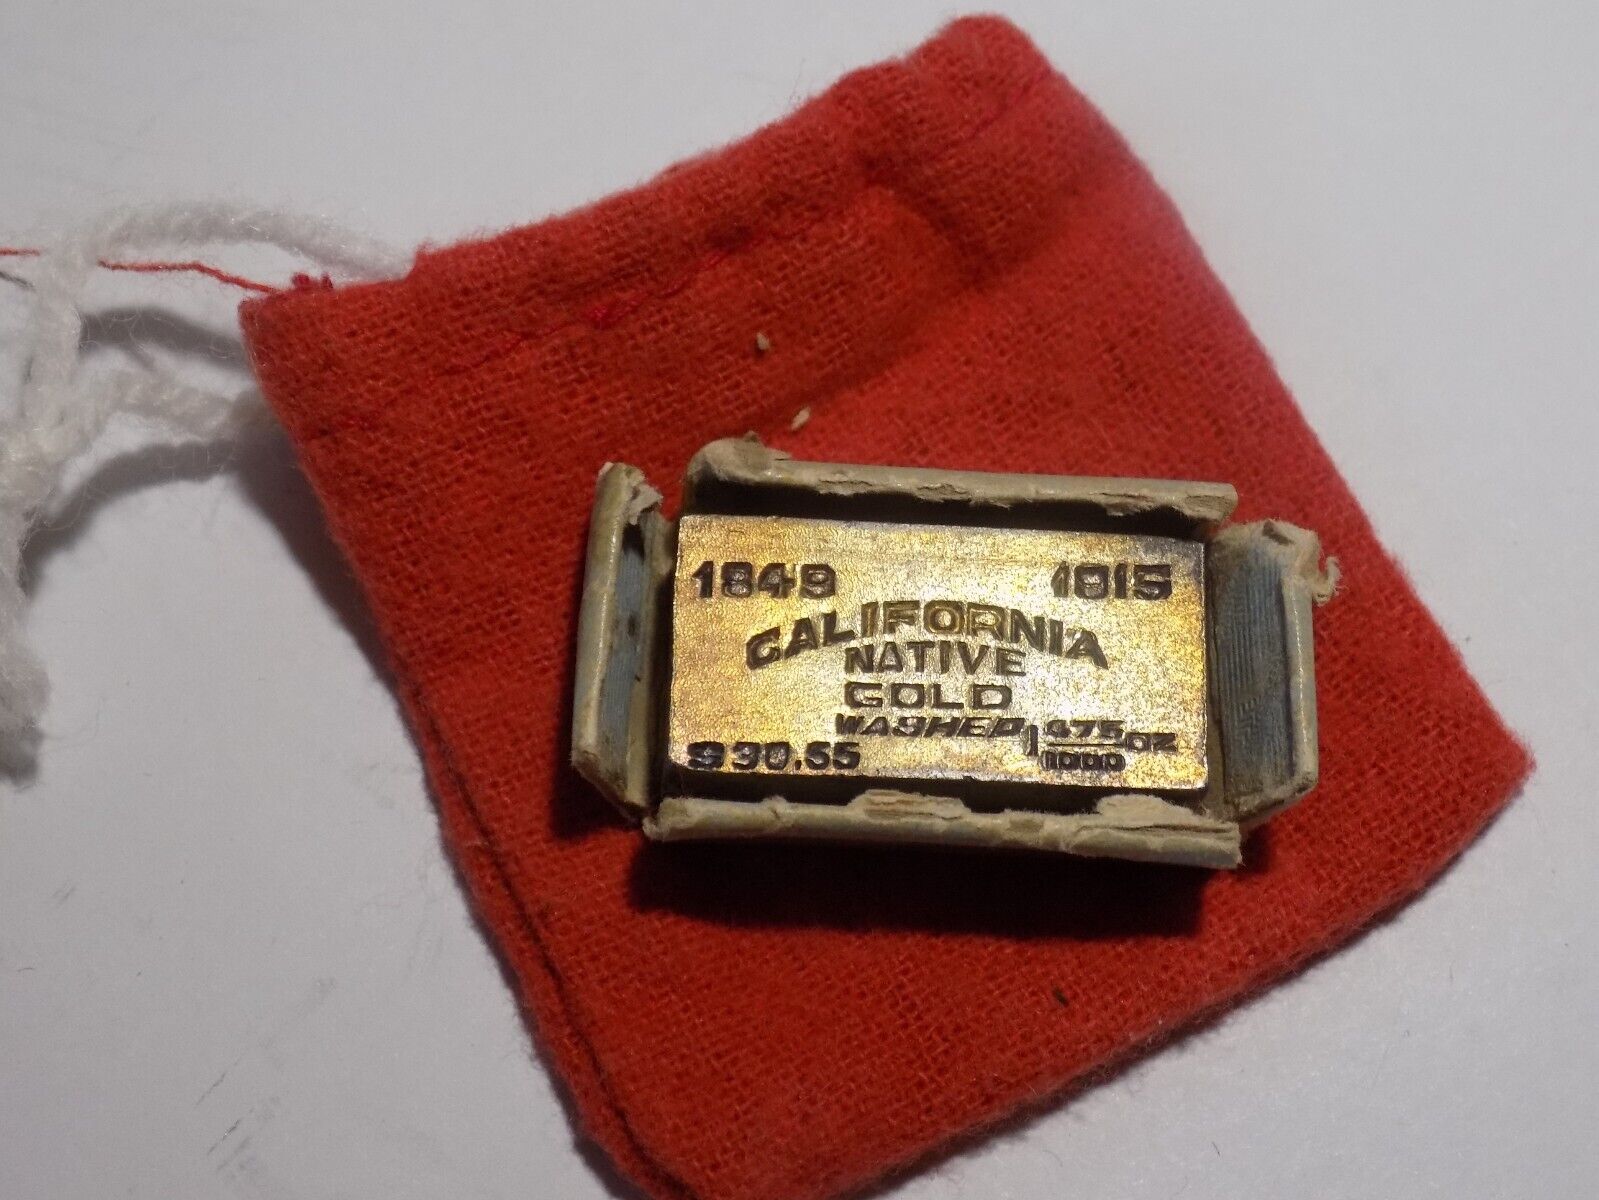 1849 1915
CALIFORNIA
NATIVE
GOLD
WASHED 1 475/1000 OZ
$30.55